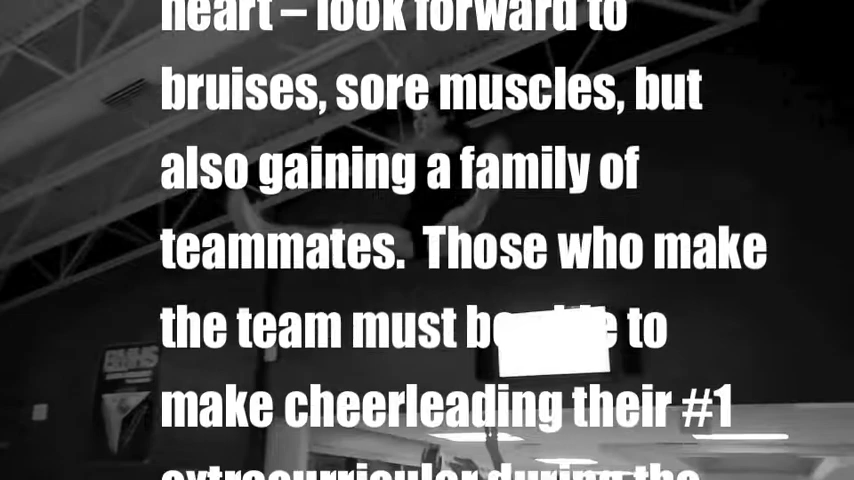 heart – look forward to
bruises, sore muscles, but
also gaining a family of
teammates.  Those who make
the team must be able to
make cheerleading their #1
extracurricular during the